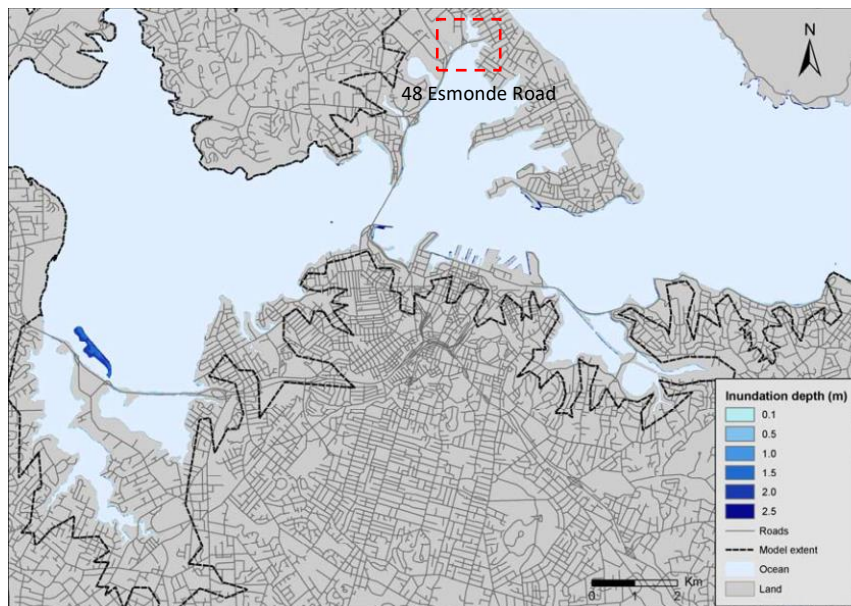 N
48 Esmonde Road
Inundation depth (m)
0.1
0.5
1.0
1.5
2.0
2.5
Roads
Model extent
Ocean
Land
Km
0 1 2